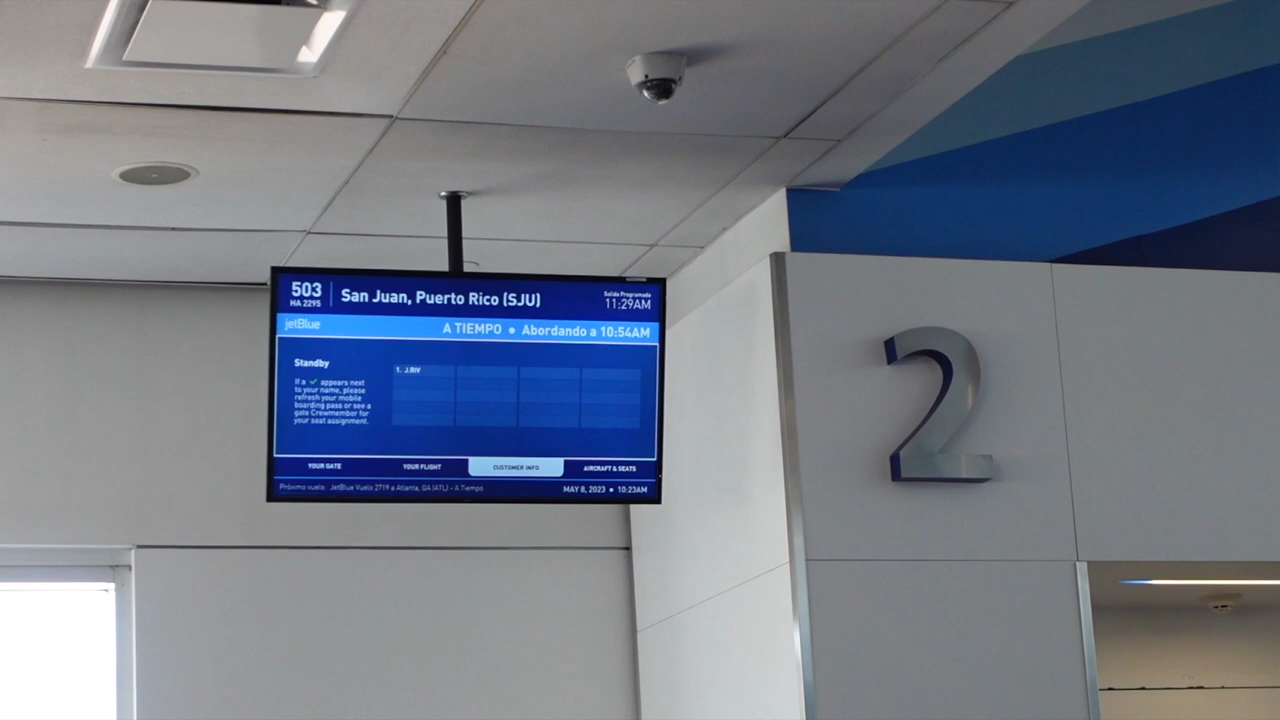 503
HA 2295
San Juan, Puerto Rico (SJU)
Salida Programada
11:29AM
jetBlue
A TIEMPO • Abordando a 10:54AM
Standby
If a ✓ appears next
to your name, please
refresh your mobile
boarding pass or see a
gate Crewmember for
your seat assignment.
1. J.RIV
YOUR GATE
YOUR FLIGHT
CUSTOMER INFO
AIRCRAFT & SEATS
Próximo vuelo: JetBlue Vuelo 2719 a Atlanta, GA (ATL) - A Tiempo
MAY 8, 2023 • 10:23AM
2